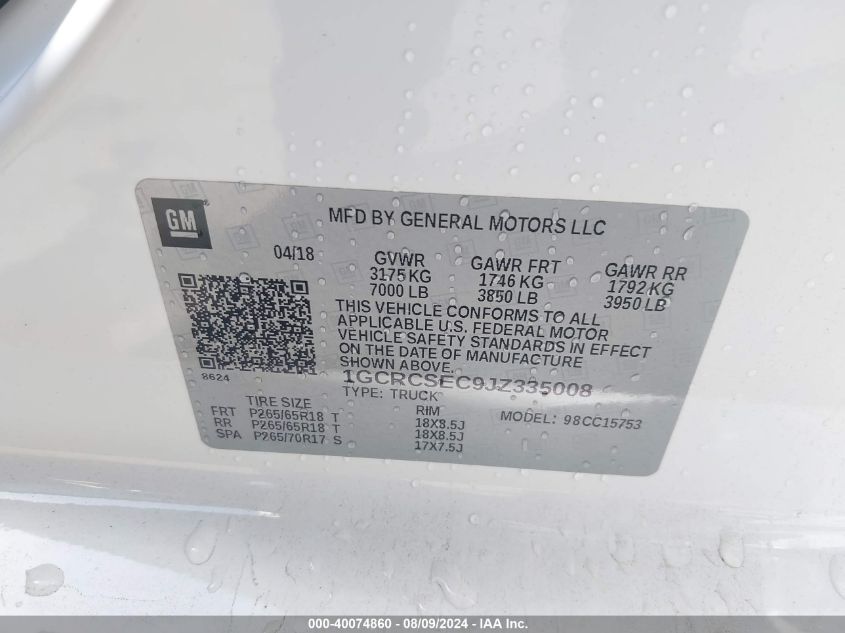 GM
MFD BY GENERAL MOTORS LLC
04/18
GVWR
3175 KG
7000 LB
GAWR FRT
1746 KG
3850 LB
GAWR RR
1792 KG
3950 LB
THIS VEHICLE CONFORMS TO ALL
APPLICABLE U.S. FEDERAL MOTOR
VEHICLE SAFETY STANDARDS IN EFFECT
ON THE DATE OF MANUFACTURE
SHOWN ABOVE.
8624
1GCRCSEC9JZ335008
TYPE: TRUCK
MODEL: 98CC15753
TIRE SIZE RIM
FRT P265/65R18 T 18X8.5J
RR P265/65R18 T 18X8.5J
SPA P265/70R17 S 17X7.5J
000-40074860 - 08/09/2024 - IAA Inc.